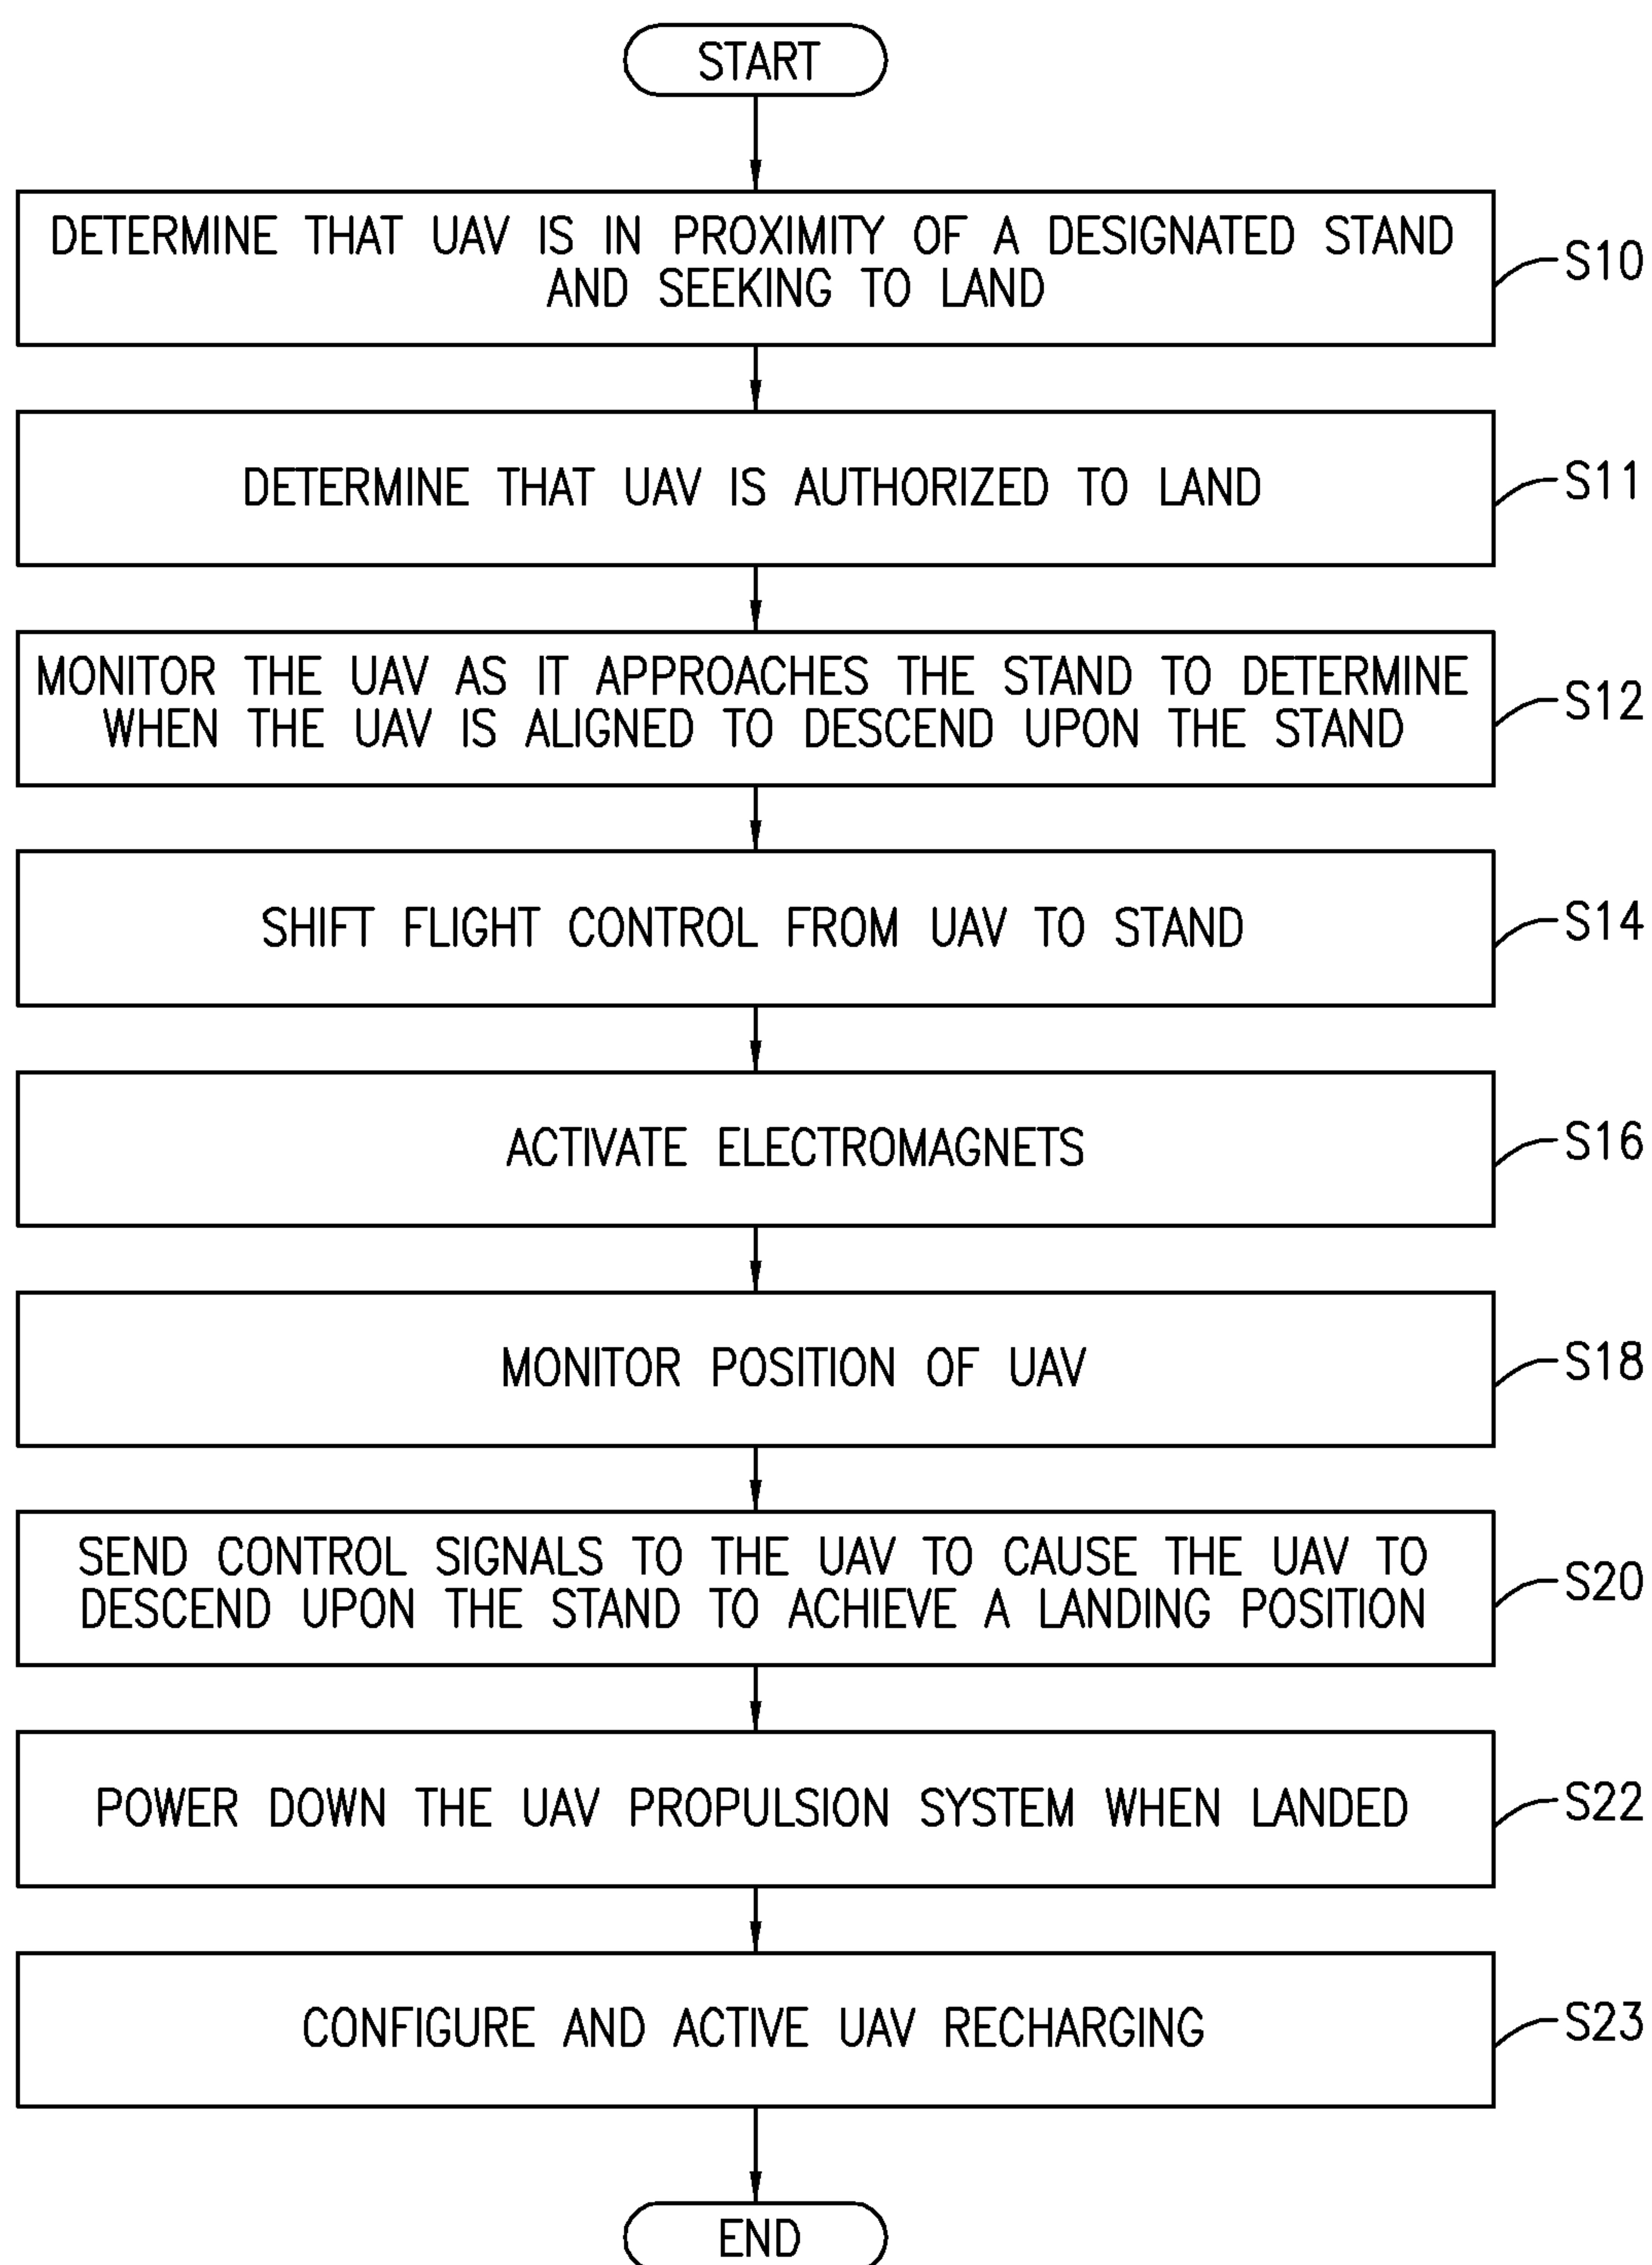 START
DETERMINE THAT UAV IS IN PROXIMITY OF A DESIGNATED STAND
AND SEEKING TO LAND
S10
DETERMINE THAT UAV IS AUTHORIZED TO LAND
S11
MONITOR THE UAV AS IT APPROACHES THE STAND TO DETERMINE
WHEN THE UAV IS ALIGNED TO DESCEND UPON THE STAND
S12
SHIFT FLIGHT CONTROL FROM UAV TO STAND
S14
ACTIVATE ELECTROMAGNETS
S16
MONITOR POSITION OF UAV
S18
SEND CONTROL SIGNALS TO THE UAV TO CAUSE THE UAV TO
DESCEND UPON THE STAND TO ACHIEVE A LANDING POSITION
S20
POWER DOWN THE UAV PROPULSION SYSTEM WHEN LANDED
S22
CONFIGURE AND ACTIVE UAV RECHARGING
S23
END